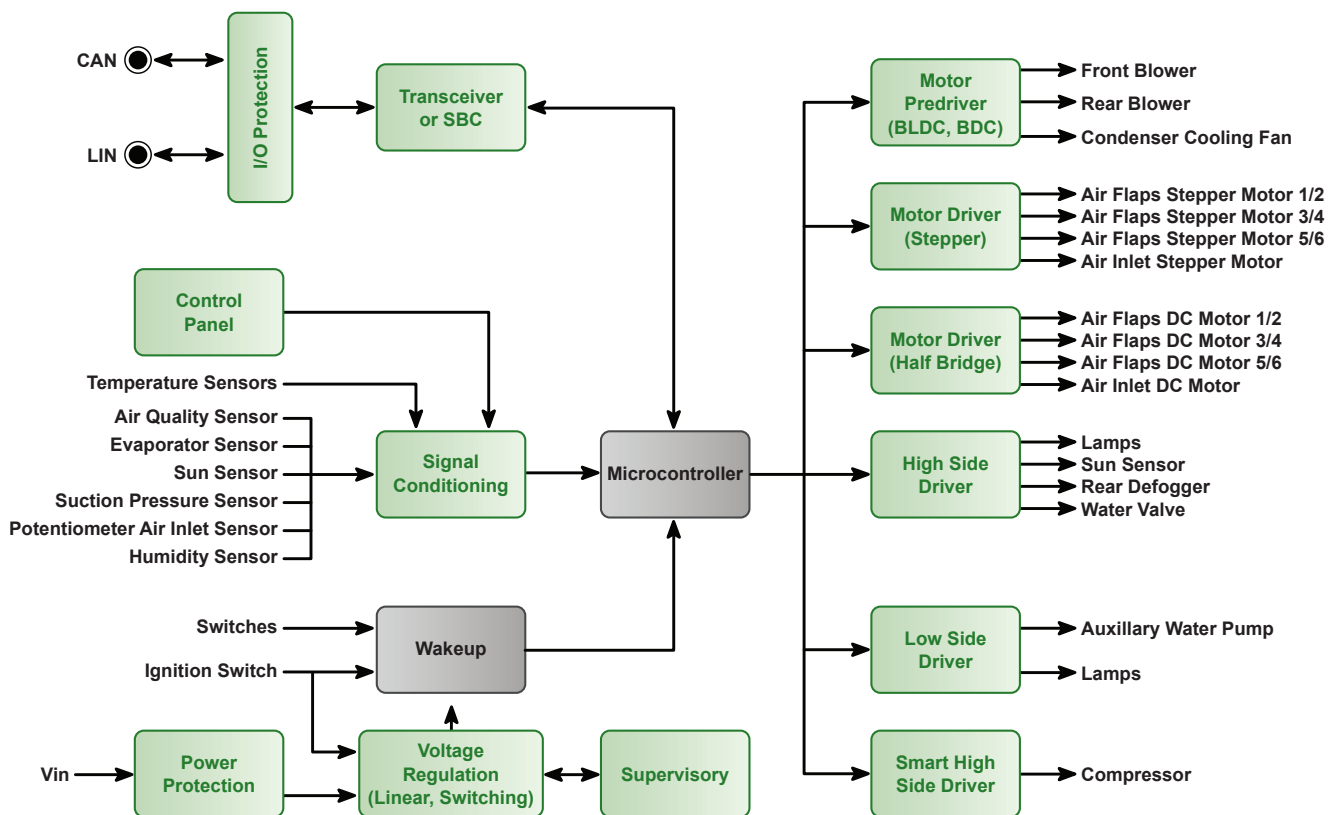 CAN
LIN
I/O Protection
Transceiver
or SBC
Control
Panel
Temperature Sensors
Air Quality Sensor
Evaporator Sensor
Sun Sensor
Suction Pressure Sensor
Potentiometer Air Inlet Sensor
Humidity Sensor
Signal
Conditioning
Microcontroller
Switches
Ignition Switch
Wakeup
Vin
Power
Protection
Voltage
Regulation
(Linear, Switching)
Supervisory
Motor
Predriver
(BLDC, BDC)
Front Blower
Rear Blower
Condenser Cooling Fan
Motor Driver
(Stepper)
Air Flaps Stepper Motor 1/2
Air Flaps Stepper Motor 3/4
Air Flaps Stepper Motor 5/6
Air Inlet Stepper Motor
Motor Driver
(Half Bridge)
Air Flaps DC Motor 1/2
Air Flaps DC Motor 3/4
Air Flaps DC Motor 5/6
Air Inlet DC Motor
High Side
Driver
Lamps
Sun Sensor
Rear Defogger
Water Valve
Low Side
Driver
Auxillary Water Pump
Lamps
Smart High
Side Driver
Compressor